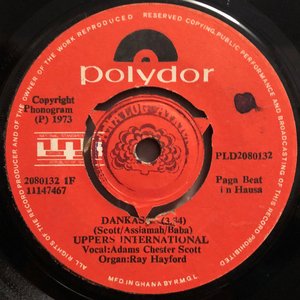 ALL RIGHTS OF THE RECORD PRODUCER AND OF THE OWNER OF THE WORK REPRODUCED RESERVED. COPYING, PUBLIC PERFORMANCE AND BROADCASTING OF THIS RECORD PROHIBITED
polydor
Copyright
Phonogram
(P) 1973
PLD2080132
2080132 1F
11147467
Paga Beat
in Hausa
(3.34)
(Scott/Assiamah/Baba)
UPPERS INTERNATIONAL
Vocal:Adams Chester Scott
Organ:Ray Hayford
MFD.IN GHANA BY R.M.G.L.